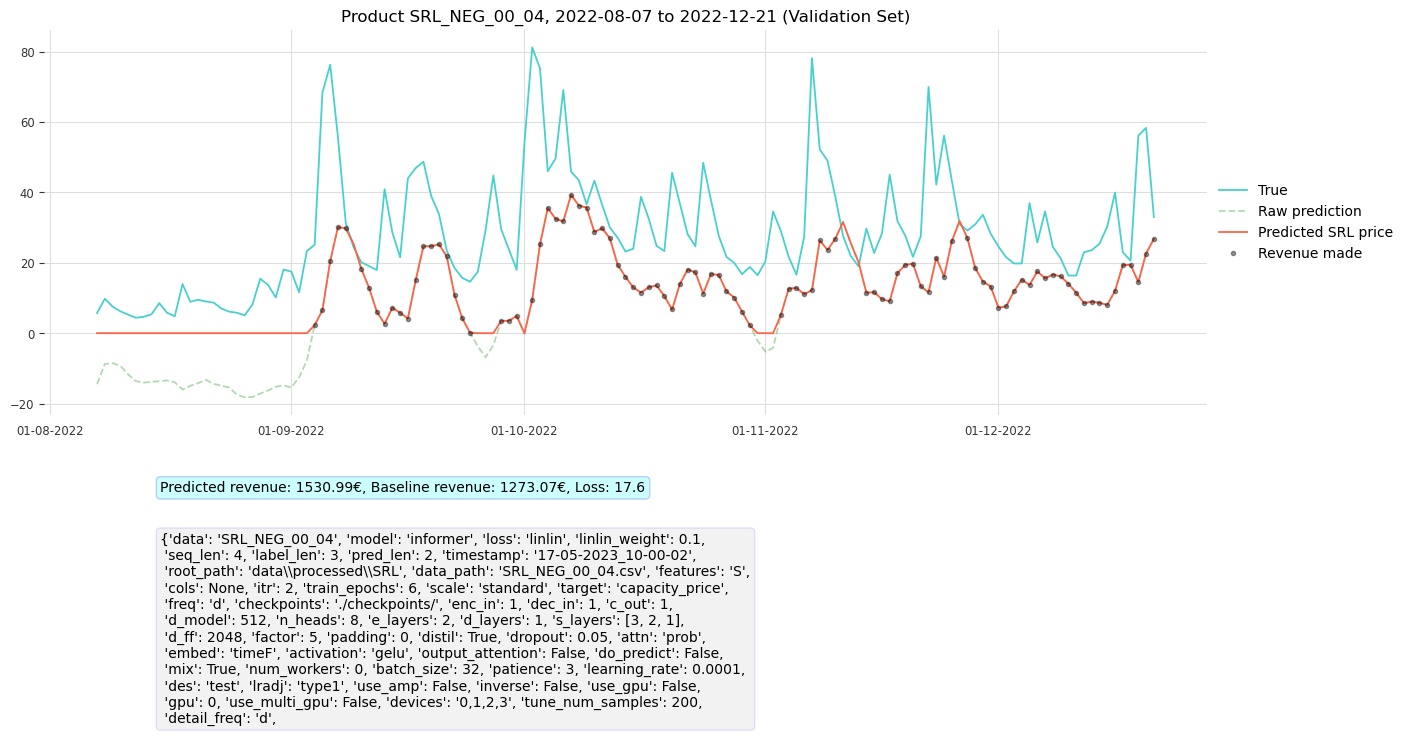 Product SRL_NEG_00_04, 2022-08-07 to 2022-12-21 (Validation Set)
80
60
40
20
0
−20
01-08-2022
01-09-2022
01-10-2022
01-11-2022
01-12-2022
True
Raw prediction
Predicted SRL price
Revenue made
Predicted revenue: 1530.99€, Baseline revenue: 1273.07€, Loss: 17.6
{'data': 'SRL_NEG_00_04', 'model': 'informer', 'loss': 'linlin', 'linlin_weight': 0.1,
'seq_len': 4, 'label_len': 3, 'pred_len': 2, 'timestamp': '17-05-2023_10-00-02',
'root_path': 'data\\processed\\SRL', 'data_path': 'SRL_NEG_00_04.csv', 'features': 'S',
'cols': None, 'itr': 2, 'train_epochs': 6, 'scale': 'standard', 'target': 'capacity_price',
'freq': 'd', 'checkpoints': './checkpoints/', 'enc_in': 1, 'dec_in': 1, 'c_out': 1,
'd_model': 512, 'n_heads': 8, 'e_layers': 2, 'd_layers': 1, 's_layers': [3, 2, 1],
'd_ff': 2048, 'factor': 5, 'padding': 0, 'distil': True, 'dropout': 0.05, 'attn': 'prob',
'embed': 'timeF', 'activation': 'gelu', 'output_attention': False, 'do_predict': False,
'mix': True, 'num_workers': 0, 'batch_size': 32, 'patience': 3, 'learning_rate': 0.0001,
'des': 'test', 'lradj': 'type1', 'use_amp': False, 'inverse': False, 'use_gpu': False,
'gpu': 0, 'use_multi_gpu': False, 'devices': '0,1,2,3', 'tune_num_samples': 200,
'detail_freq': 'd',